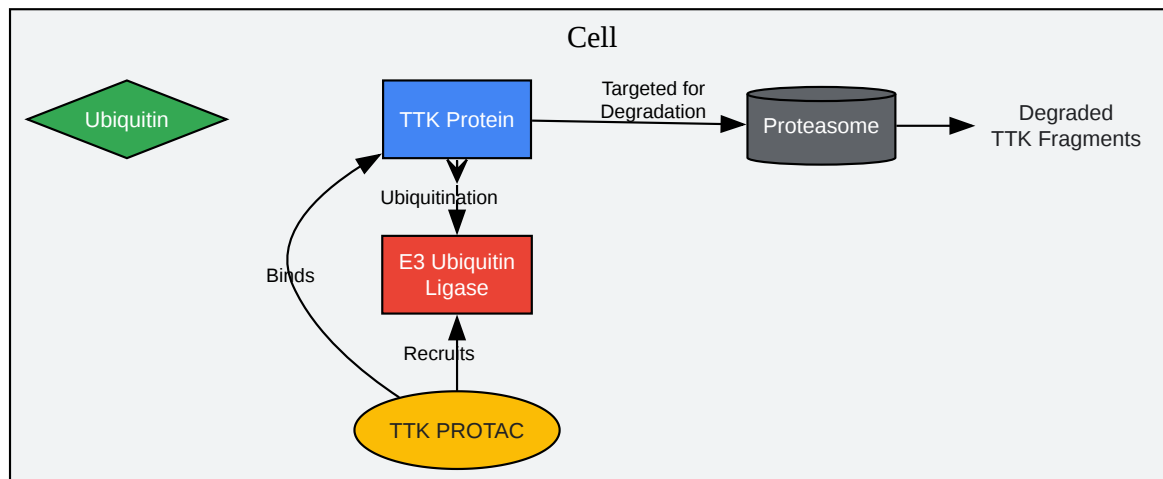 Cell
Ubiquitin
TTK Protein
Targeted for
Degradation
Proteasome
Degraded
TTK Fragments
Ubiquitination
E3 Ubiquitin
Ligase
Binds
Recruits
TTK PROTAC